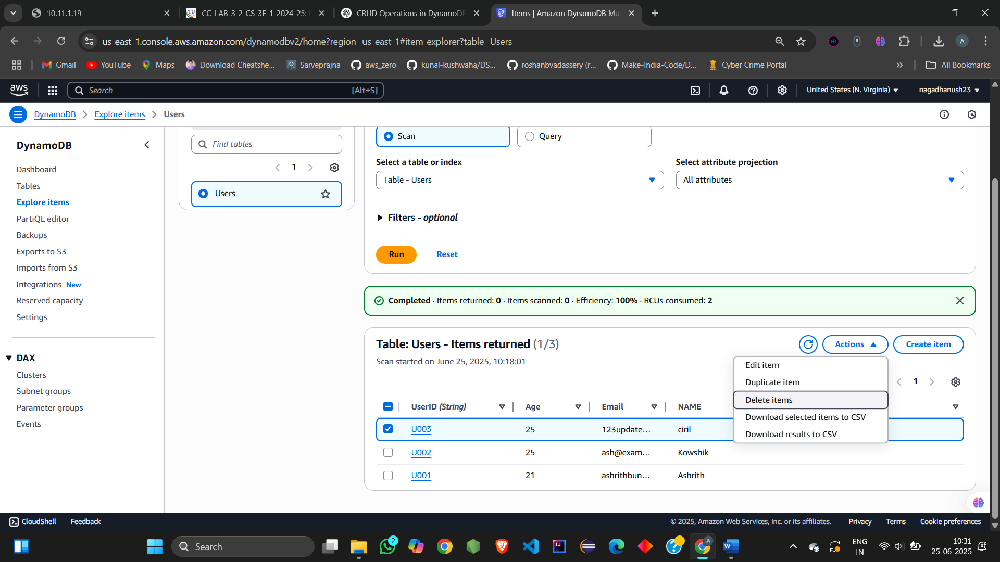 10.11.1.19
CC_LAB-3-2-CS-3E-1-2024_25:
CRUD Operations in DynamoDB
Items | Amazon DynamoDB Ma
us-east-1.console.aws.amazon.com/dynamodbv2/home?region=us-east-1#item-explorer?table=Users
A
Gmail
YouTube
Maps
Download Cheatshe...
Sarveprajna
aws_zero
kunal-kushwaha/DS...
roshanbvadassery (r...
Make-India-Code/D...
Cyber Crime Portal
All Bookmarks
aws
Search
[Alt+S]
United States (N. Virginia)
nagadhanush23
DynamoDB
Explore items
Users
DynamoDB
Dashboard
Tables
Explore items
PartiQL editor
Backups
Exports to S3
Imports from S3
Integrations New
Reserved capacity
Settings
DAX
Clusters
Subnet groups
Parameter groups
Events
Find tables
1
Users
Scan
Query
Select a table or index
Select attribute projection
Table - Users
All attributes
Filters - optional
Run
Reset
Completed · Items returned: 0 · Items scanned: 0 · Efficiency: 100% · RCUs consumed: 2
Table: Users - Items returned (1/3)
Scan started on June 25, 2025, 10:18:01
Actions
Create item
Edit item
Duplicate item
Delete items
Download selected items to CSV
Download results to CSV
1
UserID (String) Age Email NAME
U003 25 123update... ciril
U002 25 ash@exam... Kowshik
U001 21 ashrithbun... Ashrith
CloudShell
Feedback
© 2025, Amazon Web Services, Inc. or its affiliates.
Privacy
Terms
Cookie preferences
Search
2
ENG
IN
10:31
25-06-2025